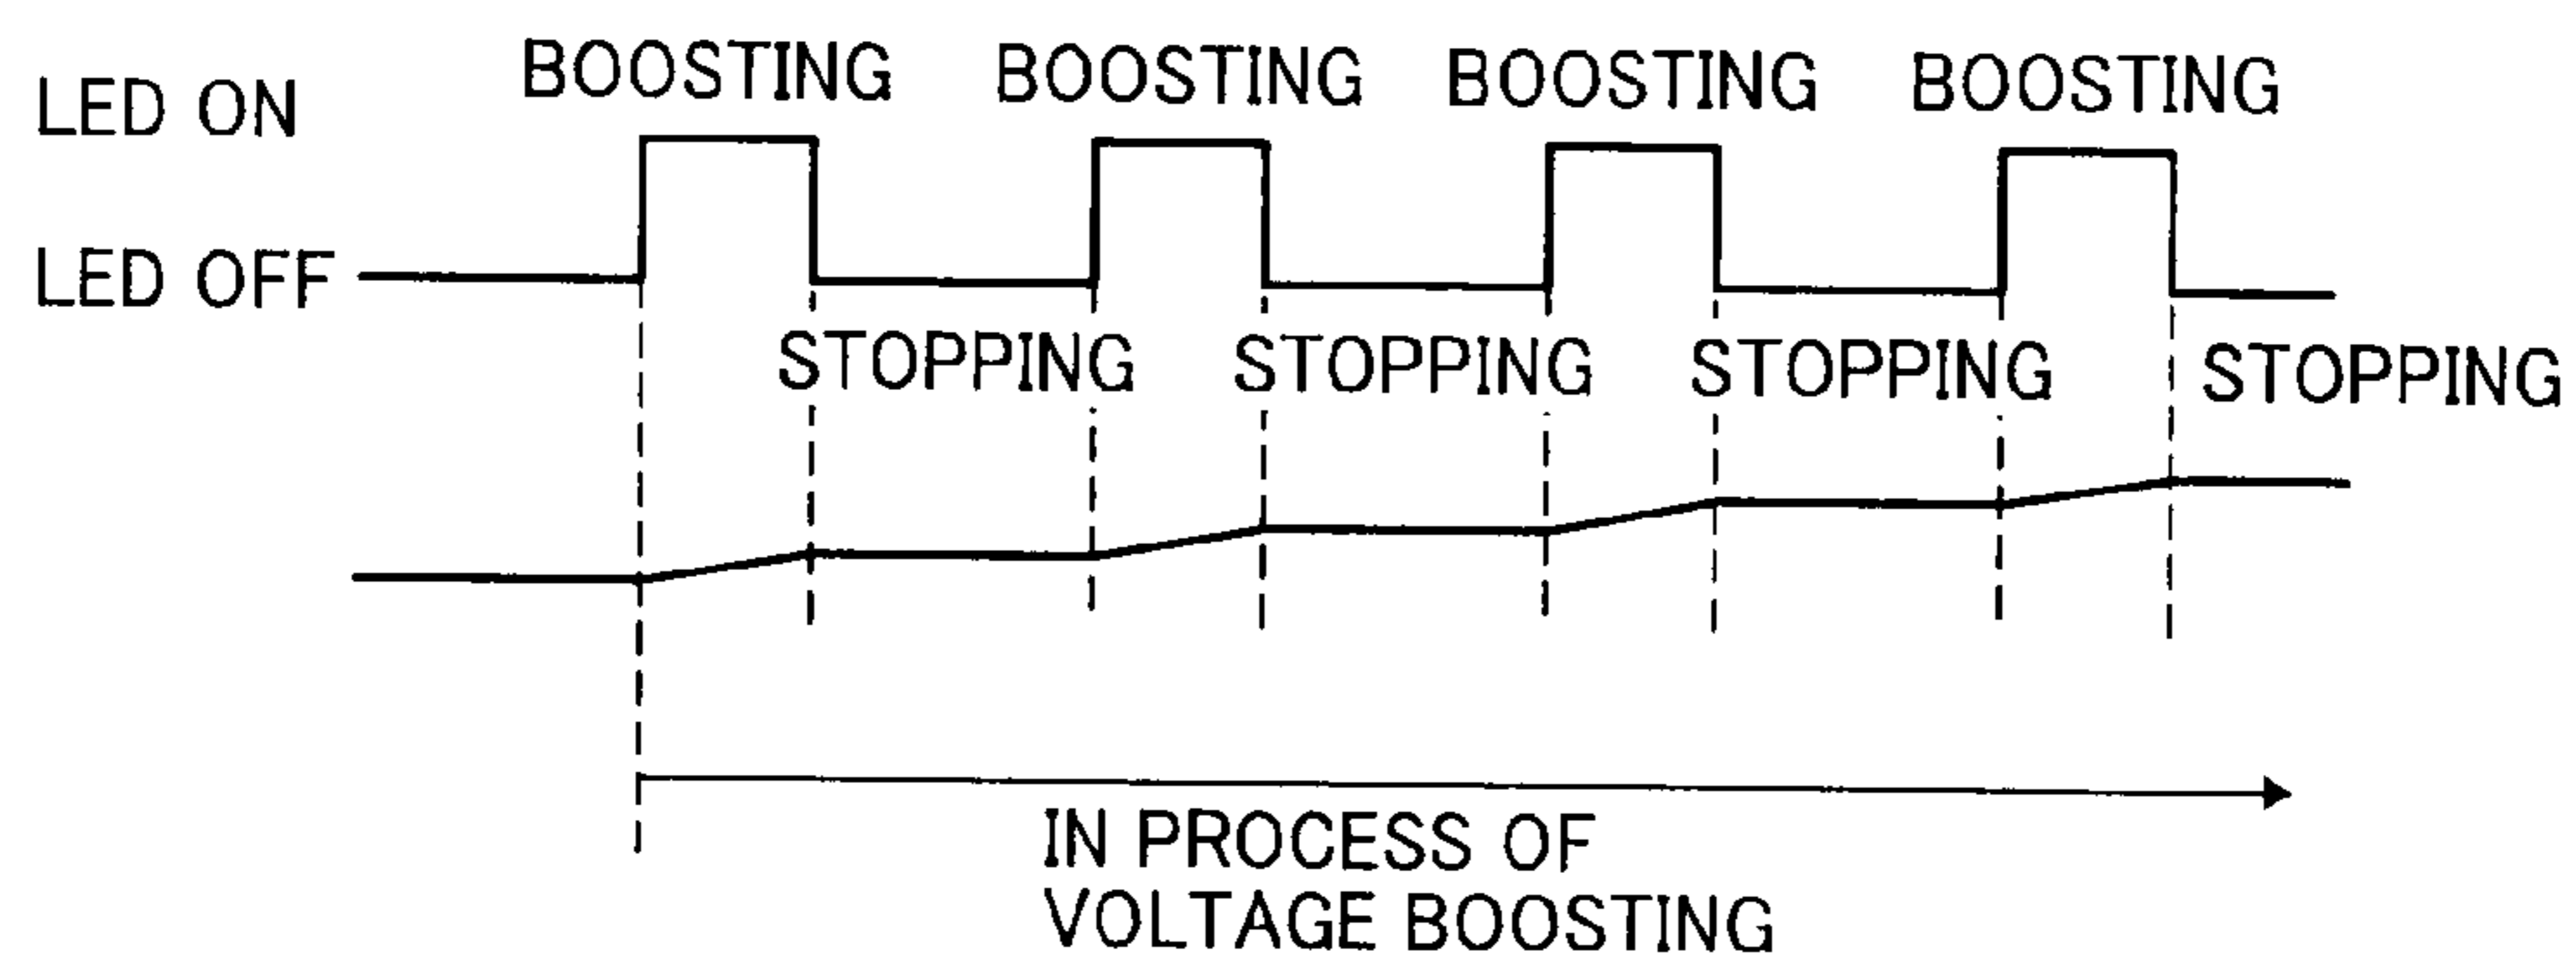 BOOSTING BOOSTING BOOSTING BOOSTING
LED ON
LED OFF
STOPPING STOPPING STOPPING STOPPING
IN PROCESS OF
VOLTAGE BOOSTING